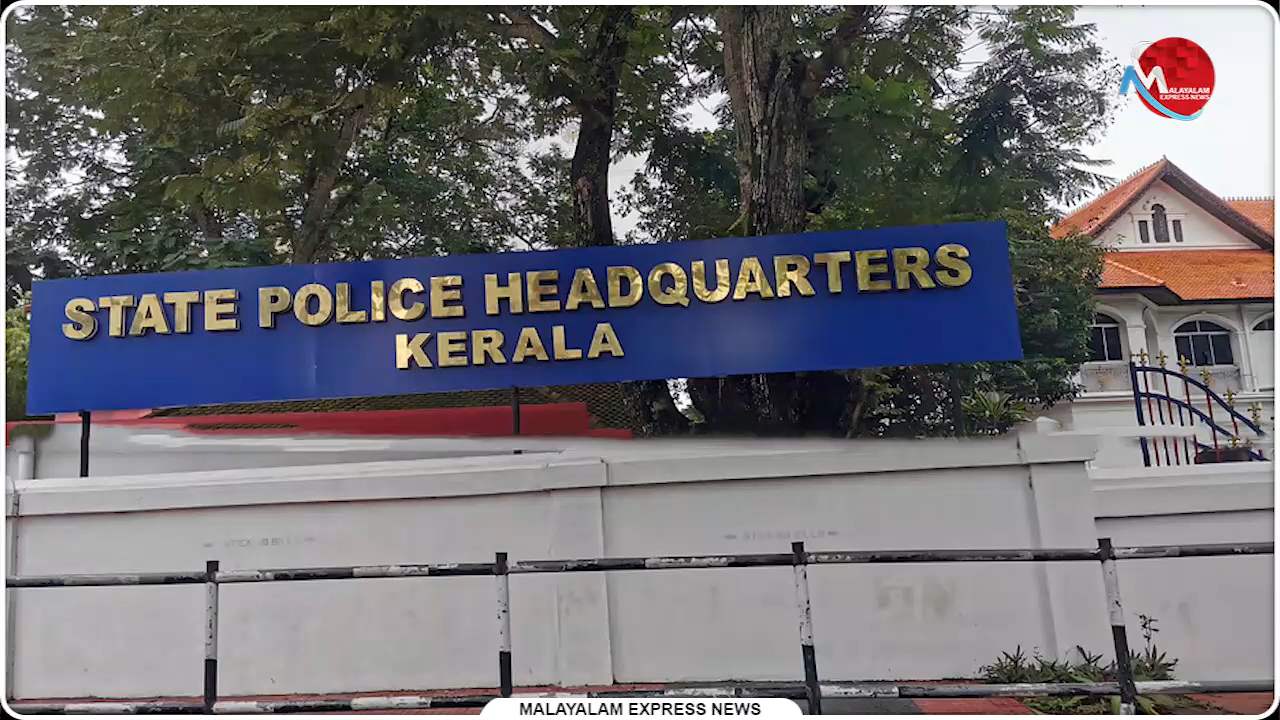 MALAYALAM
EXPRESS NEWS
STATE POLICE HEADQUARTERS
KERALA
MALAYALAM EXPRESS NEWS